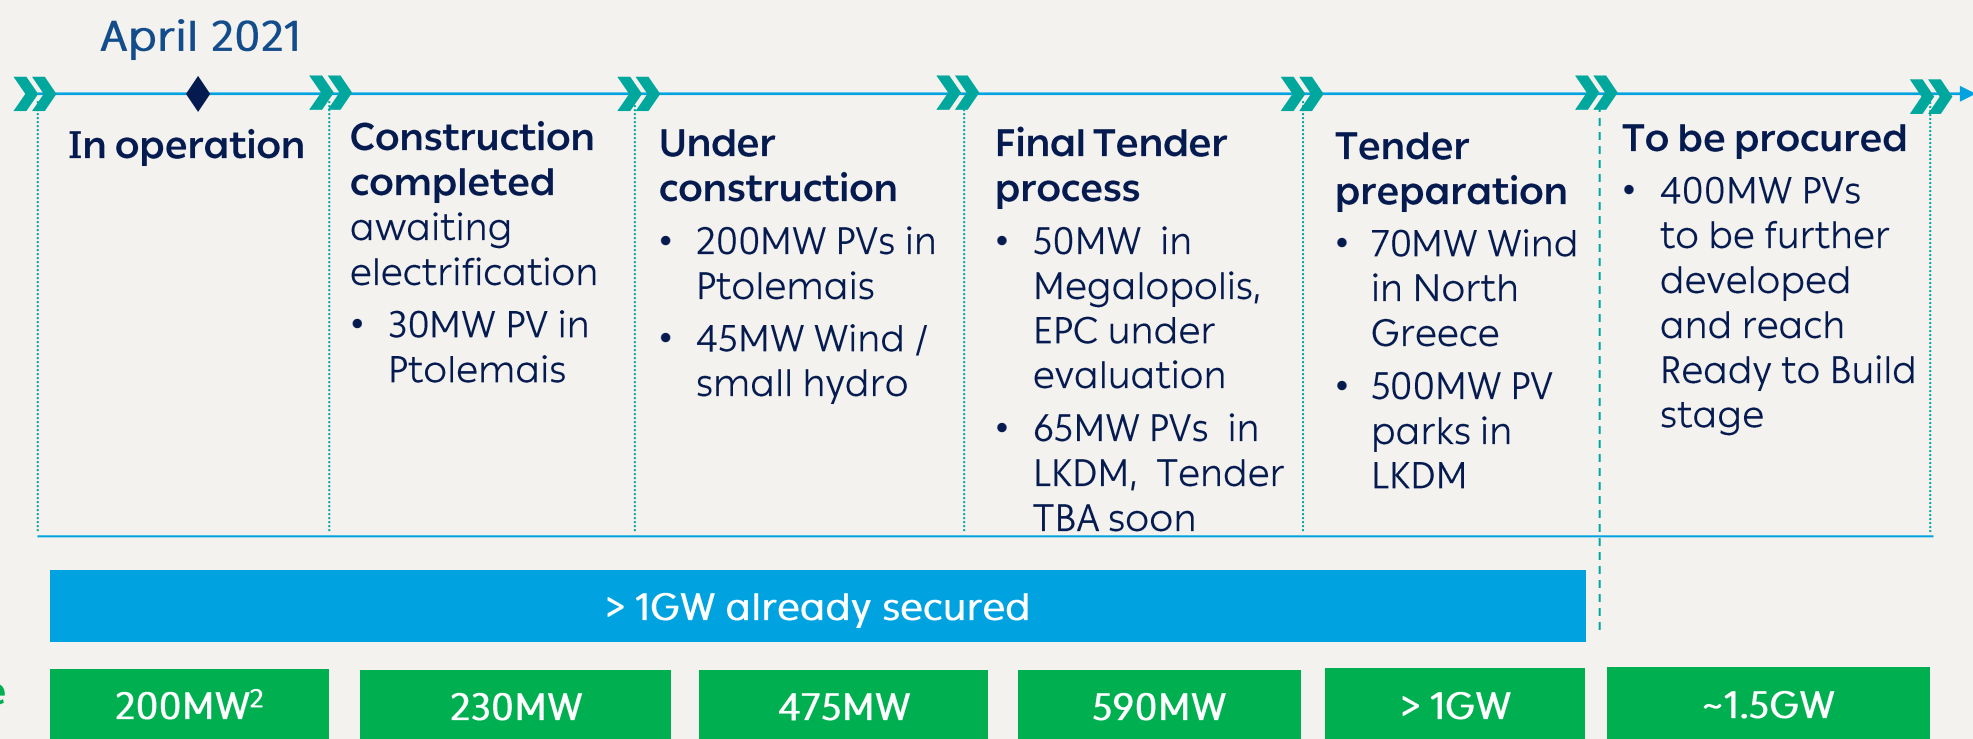 April 2021
In operation
Construction
completed
awaiting
electrification
• 30MW PV in
Ptolemais
Under
construction
• 200MW PVs in
Ptolemais
• 45MW Wind /
small hydro
Final Tender
process
• 50MW in
Megalopolis,
EPC under
evaluation
• 65MW PVs in
LKDM, Tender
TBA soon
Tender
preparation
• 70MW Wind
in North
Greece
• 500MW PV
parks in
LKDM
To be procured
• 400MW PVs
to be further
developed
and reach
Ready to Build
stage
> 1GW already secured
200MW²
230MW
475MW
590MW
> 1GW
~1.5GW